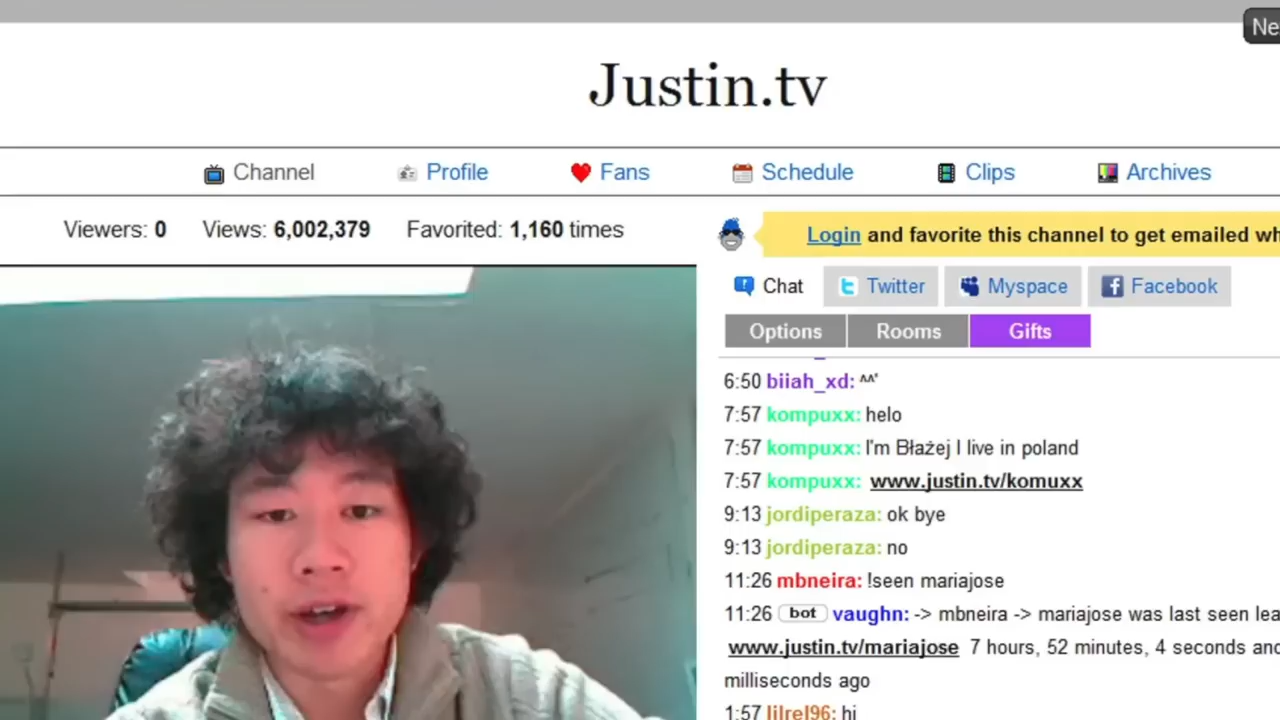 Ne
Justin.tv
Channel Profile Fans Schedule Clips Archives
Viewers: 0 Views: 6,002,379 Favorited: 1,160 times
Login and favorite this channel to get emailed wh
Chat Twitter Myspace Facebook
Options Rooms Gifts
6:50 biiah_xd: ^^'
7:57 kompuxx: helo
7:57 kompuxx: I'm Błażej I live in poland
7:57 kompuxx: www.justin.tv/komuxx
9:13 jordiperaza: ok bye
9:13 jordiperaza: no
11:26 mbneira: !seen mariajose
11:26 bot vaughn: -> mbneira -> mariajose was last seen lea
www.justin.tv/mariajose 7 hours, 52 minutes, 4 seconds and
milliseconds ago
1:57 lilrel96: hi